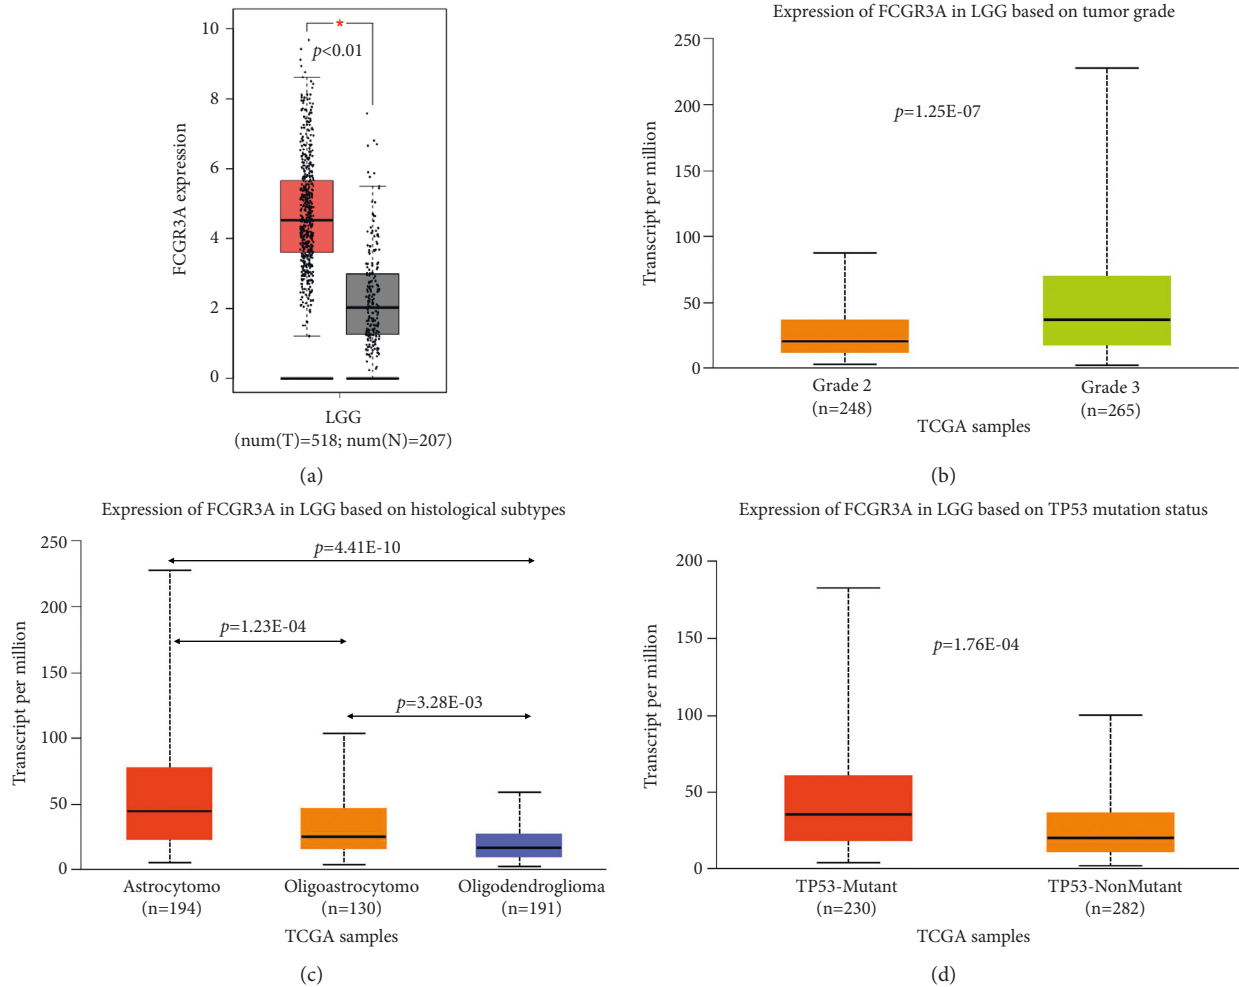 10
8
6
4
2
0
FCGR3A expression
*
p<0.01
LGG
(num(T)=518; num(N)=207)
(a)
Expression of FCGR3A in LGG based on tumor grade
250
200
150
100
50
0
Transcript per million
p=1.25E-07
Grade 2
(n=248)
Grade 3
(n=265)
TCGA samples
(b)
Expression of FCGR3A in LGG based on histological subtypes
250
200
150
100
50
0
Transcript per million
p=4.41E-10
p=1.23E-04
p=3.28E-03
Astrocytomo
(n=194)
Oligoastrocytomo
(n=130)
Oligodendroglioma
(n=191)
TCGA samples
(c)
Expression of FCGR3A in LGG based on TP53 mutation status
200
150
100
50
0
Transcript per million
p=1.76E-04
TP53-Mutant
(n=230)
TP53-NonMutant
(n=282)
TCGA samples
(d)